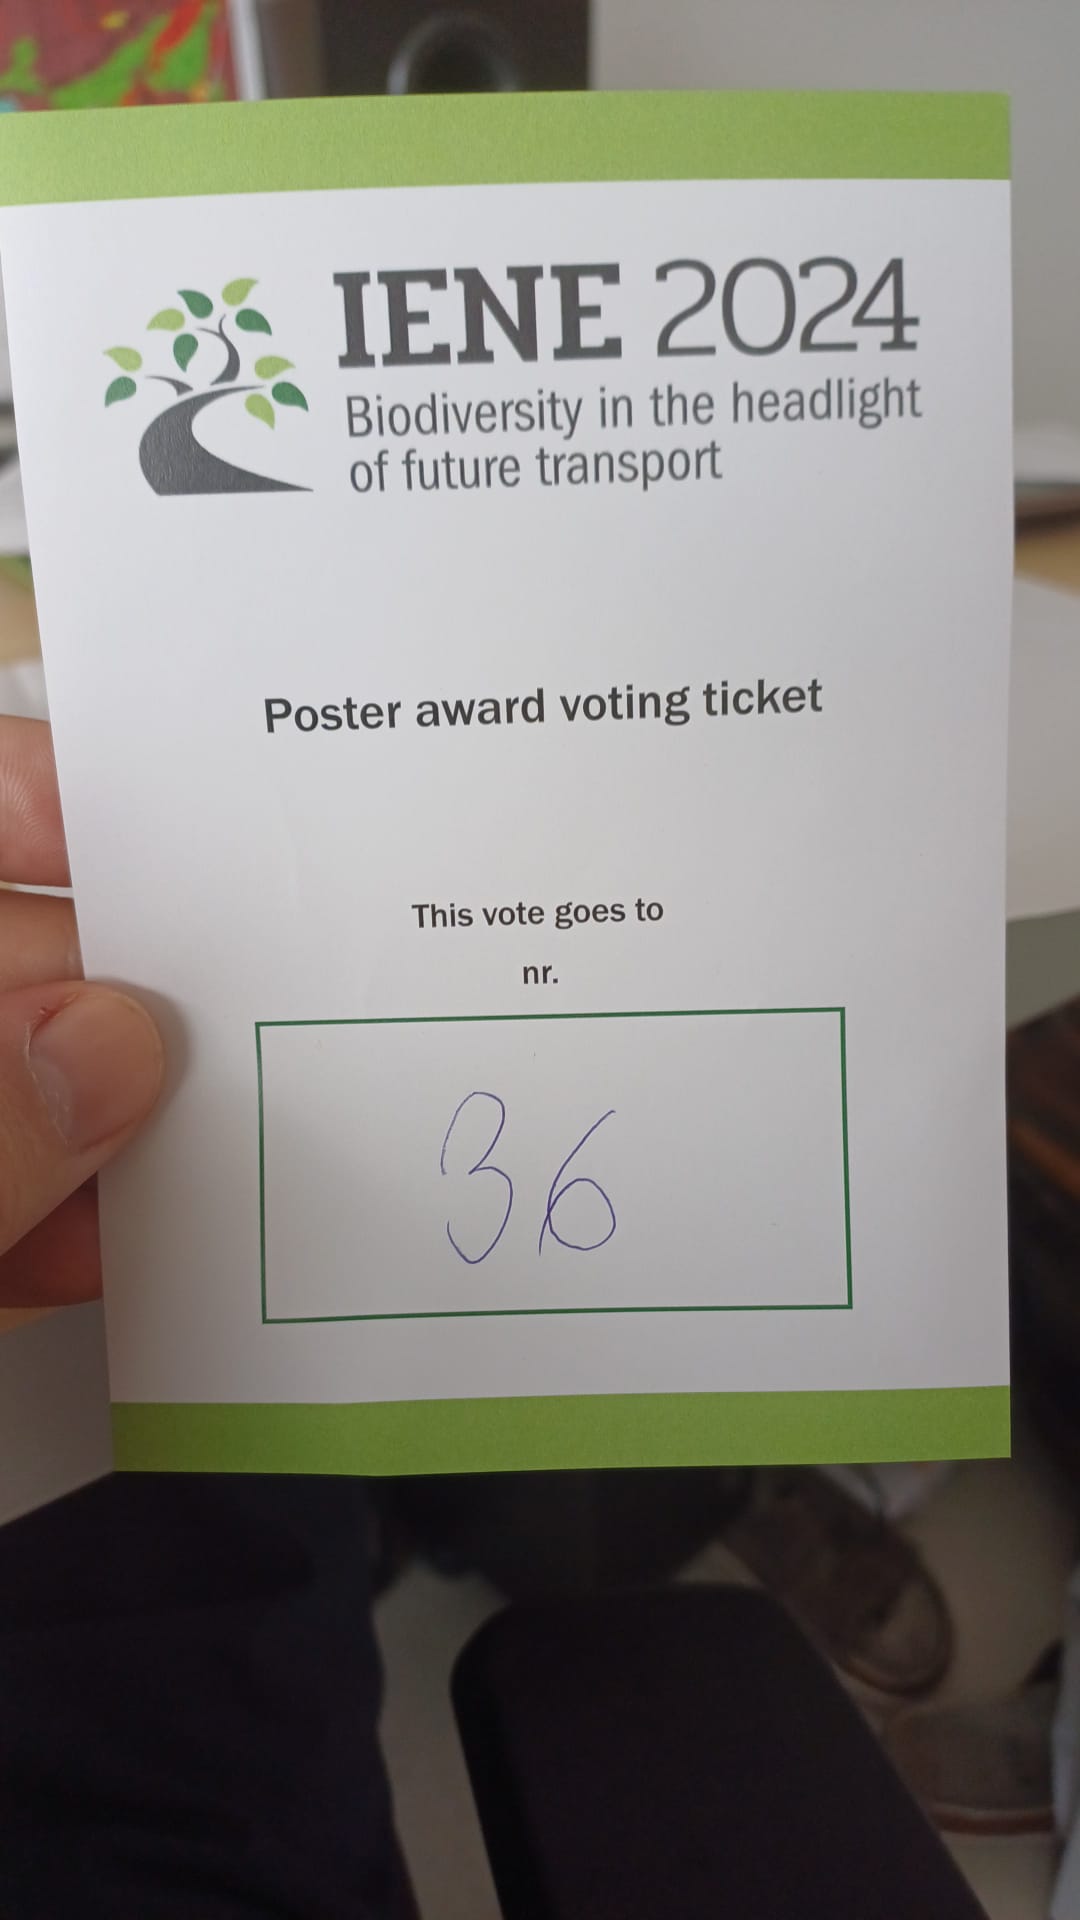 IENE 2024
Biodiversity in the headlight
of future transport
Poster award voting ticket
This vote goes to
nr.
36